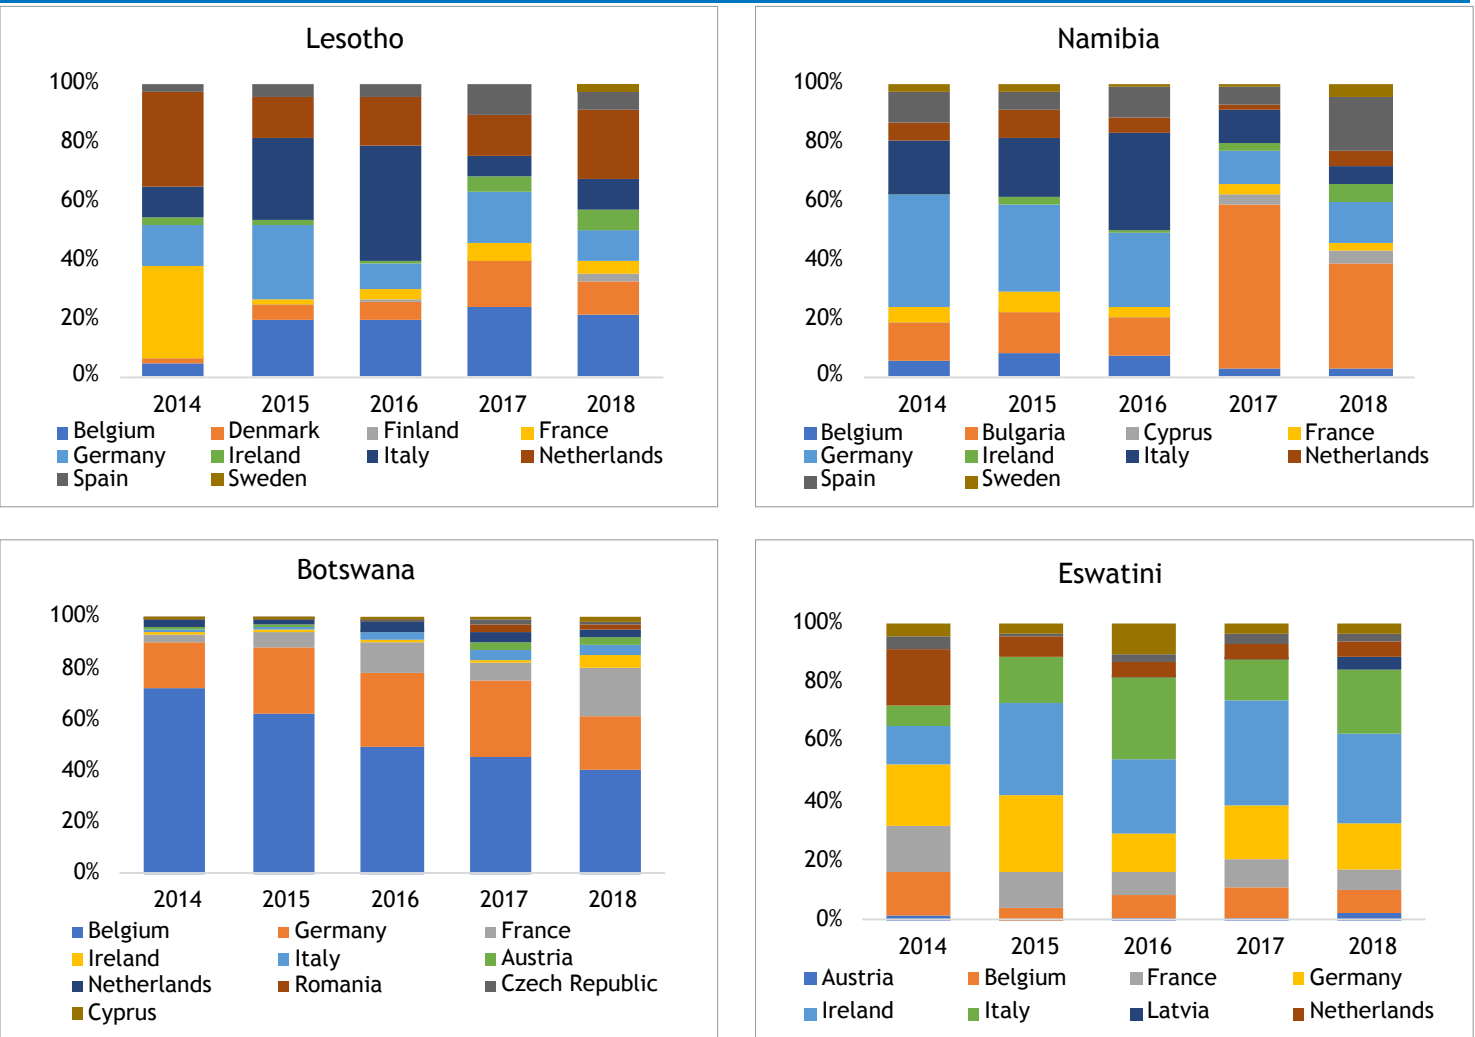 Lesotho
100%
80%
60%
40%
20%
0%
2014 2015 2016 2017 2018
Belgium Denmark Finland France
Germany Ireland Italy Netherlands
Spain Sweden
Namibia
100%
80%
60%
40%
20%
0%
2014 2015 2016 2017 2018
Belgium Bulgaria Cyprus France
Germany Ireland Italy Netherlands
Spain Sweden
Botswana
100%
80%
60%
40%
20%
0%
2014 2015 2016 2017 2018
Belgium Germany France
Ireland Italy Austria
Netherlands Romania Czech Republic
Cyprus
Eswatini
100%
80%
60%
40%
20%
0%
2014 2015 2016 2017 2018
Austria Belgium France Germany
Ireland Italy Latvia Netherlands